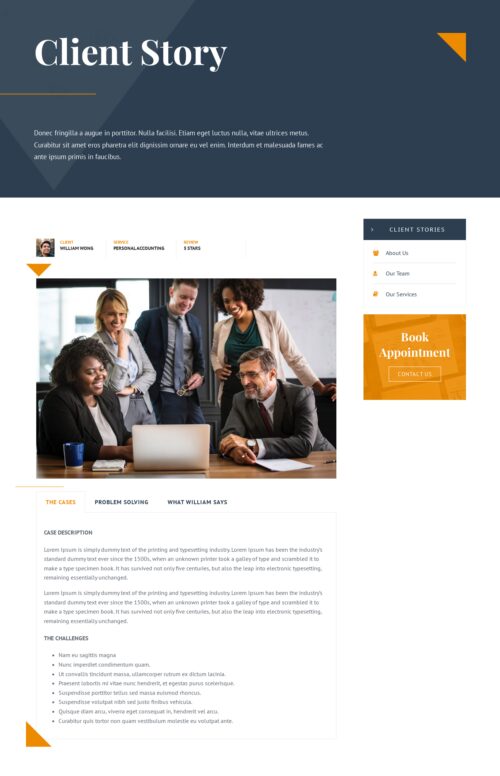 Client Story
Donec fringilla a augue in porttitor. Nulla facilisi. Etiam eget luctus nulla, vitae ultrices metus.
Curabitur sit amet eros pharetra elit dignissim ornare eu vel enim. Interdum et malesuada fames ac
ante ipsum primis in faucibus.
CLIENT
WILLIAM WONG
SERVICE
PERSONAL ACCOUNTING
REVIEW
5 STARS
CLIENT STORIES
About Us
Our Team
Our Services
Book
Appointment
CONTACT US
THE CASES PROBLEM SOLVING WHAT WILLIAM SAYS
CASE DESCRIPTION
Lorem Ipsum is simply dummy text of the printing and typesetting industry. Lorem Ipsum has been the industry's
standard dummy text ever since the 1500s, when an unknown printer took a galley of type and scrambled it to
make a type specimen book. It has survived not only five centuries, but also the leap into electronic typesetting,
remaining essentially unchanged.
Lorem Ipsum is simply dummy text of the printing and typesetting industry. Lorem Ipsum has been the industry's
standard dummy text ever since the 1500s, when an unknown printer took a galley of type and scrambled it to
make a type specimen book. It has survived not only five centuries, but also the leap into electronic typesetting,
remaining essentially unchanged.
THE CHALLENGES
Nam eu sagittis magna
Nunc imperdiet condimentum quam.
Ut convallis tincidunt massa, ullamcorper rutrum ex dictum lacinia.
Praesent lobortis mi vitae nunc hendrerit, et egestas purus scelerisque.
Suspendisse porttitor tellus sed massa euismod rhoncus.
Suspendisse volutpat nibh sed justo finibus vehicula.
Quisque diam arcu, viverra eget consequat in, hendrerit vel arcu.
Curabitur quis tortor non quam vestibulum molestie eu volutpat ante.